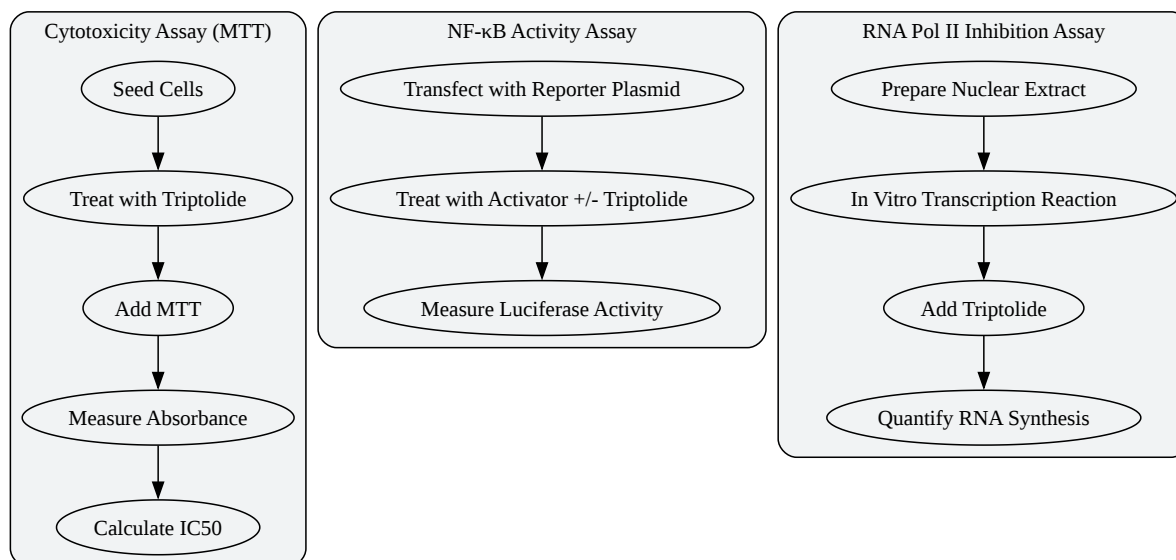 Cytotoxicity Assay (MTT)
Seed Cells
Treat with Triptolide
Add MTT
Measure Absorbance
Calculate IC50
NF-κB Activity Assay
Transfect with Reporter Plasmid
Treat with Activator +/- Triptolide
Measure Luciferase Activity
RNA Pol II Inhibition Assay
Prepare Nuclear Extract
In Vitro Transcription Reaction
Add Triptolide
Quantify RNA Synthesis